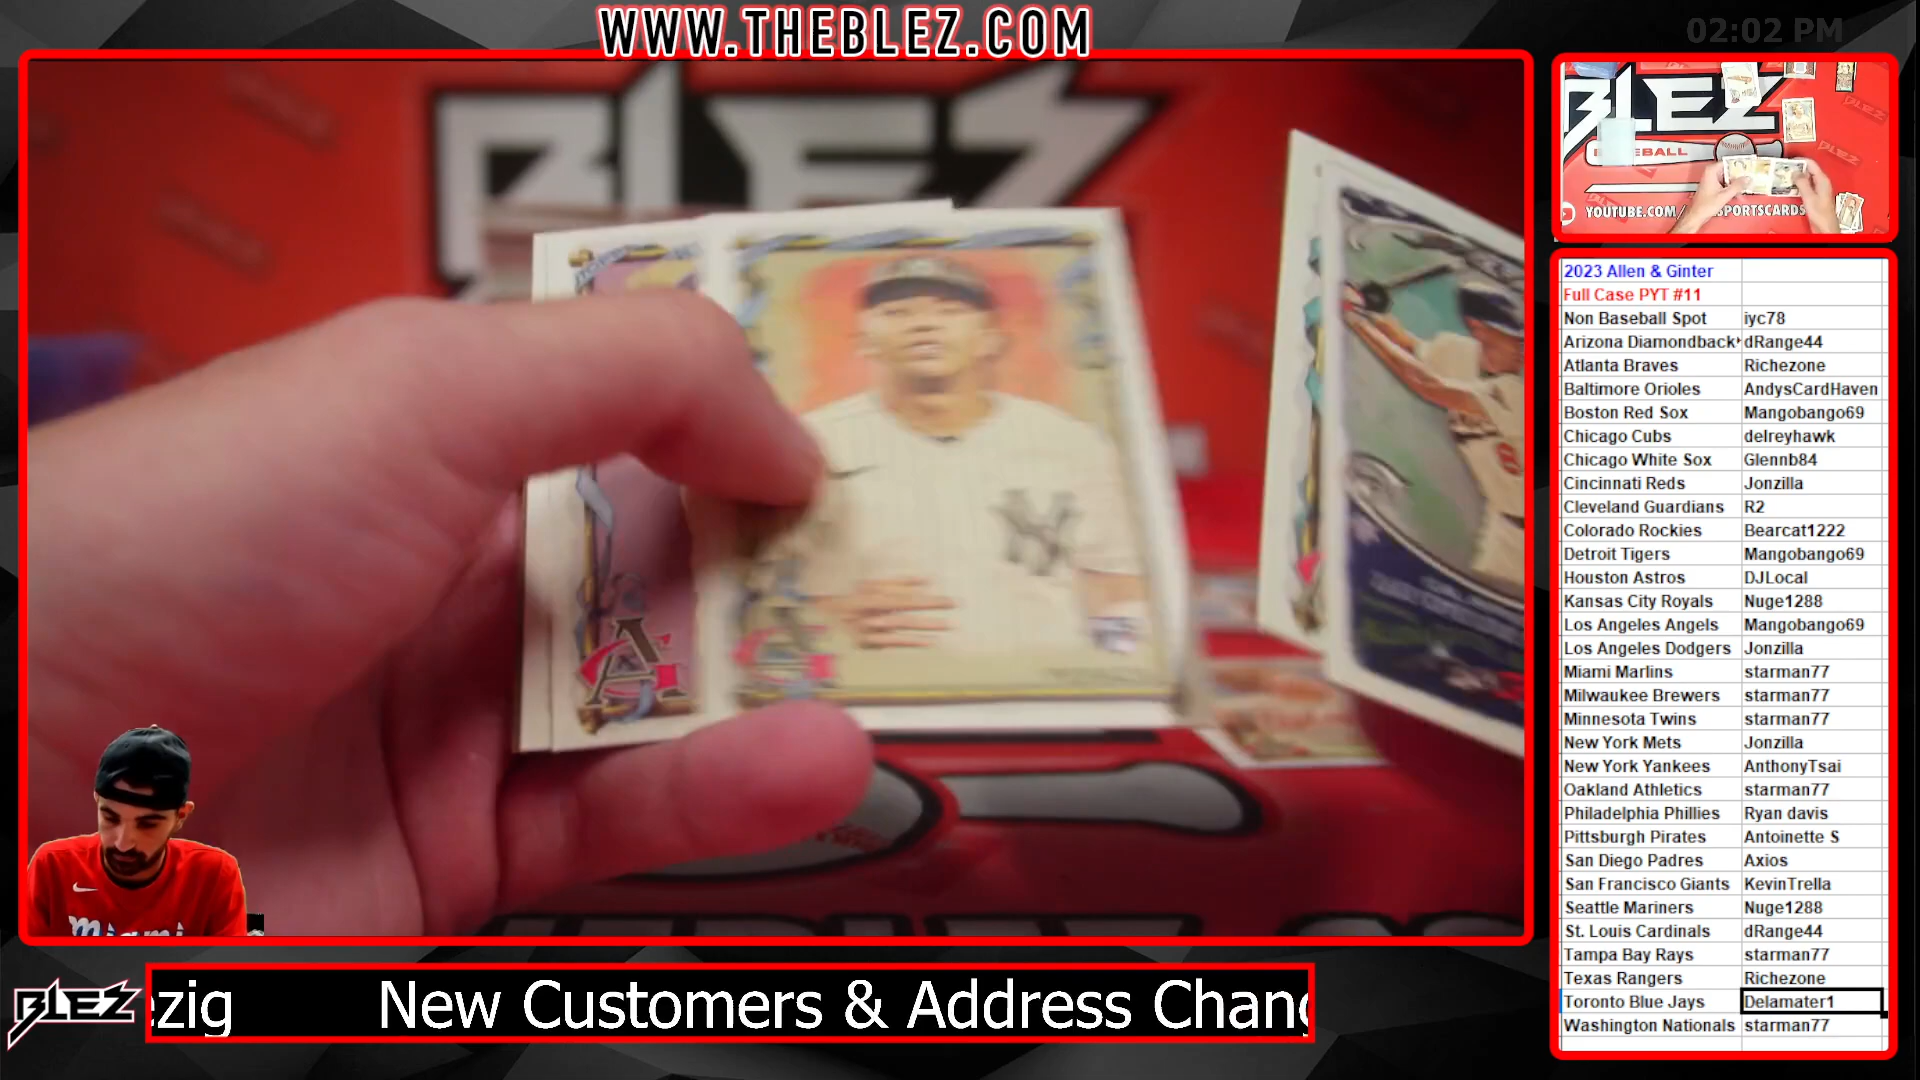 WWW.THEBLEZ.COM
02:02 PM
BLEZ
BLEZ
BASEBALL
YOUTUBE.COM/
SPORTSCARDS
2023 Allen & Ginter
Full Case PYT #11
Non Baseball Spot iyc78
Arizona Diamondback dRange44
Atlanta Braves Richezone
Baltimore Orioles AndysCardHaven
Boston Red Sox Mangobango69
Chicago Cubs delreyhawk
Chicago White Sox Glennb84
Cincinnati Reds Jonzilla
Cleveland Guardians R2
Colorado Rockies Bearcat1222
Detroit Tigers Mangobango69
Houston Astros DJLocal
Kansas City Royals Nuge1288
Los Angeles Angels Mangobango69
Los Angeles Dodgers Jonzilla
Miami Marlins starman77
Milwaukee Brewers starman77
Minnesota Twins starman77
New York Mets Jonzilla
New York Yankees AnthonyTsai
Oakland Athletics starman77
Philadelphia Phillies Ryan davis
Pittsburgh Pirates Antoinette S
San Diego Padres Axios
San Francisco Giants KevinTrella
Seattle Mariners Nuge1288
St. Louis Cardinals dRange44
Tampa Bay Rays starman77
Texas Rangers Richezone
Toronto Blue Jays Delamater1
Washington Nationals starman77
Miami
BLEZ
ezig New Customers & Address Chang